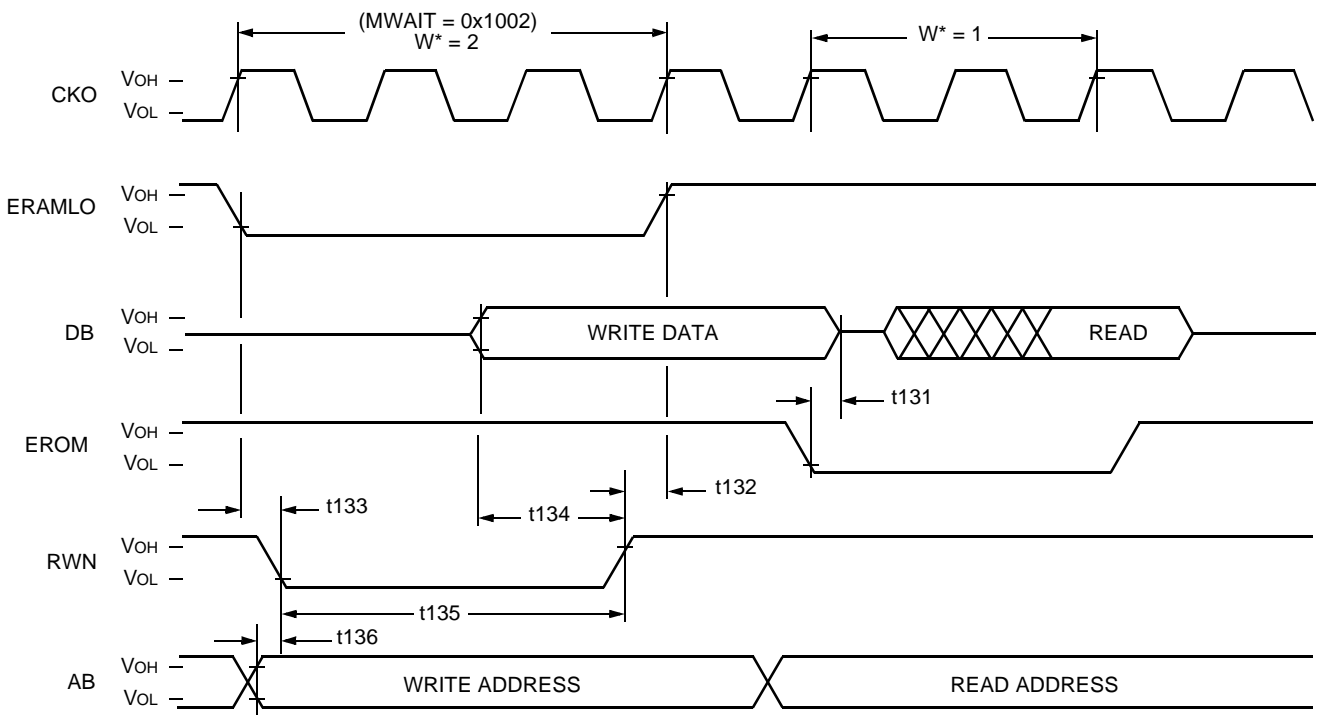 (MWAIT = 0x1002)
W* = 2
W* = 1
CKO
VOH
VOL
ERAMLO
VOH
VOL
DB
VOH
VOL
WRITE DATA
READ
t131
EROM
VOH
VOL
t132
t133
t134
RWN
VOH
VOL
t135
t136
AB
VOH
VOL
WRITE ADDRESS
READ ADDRESS